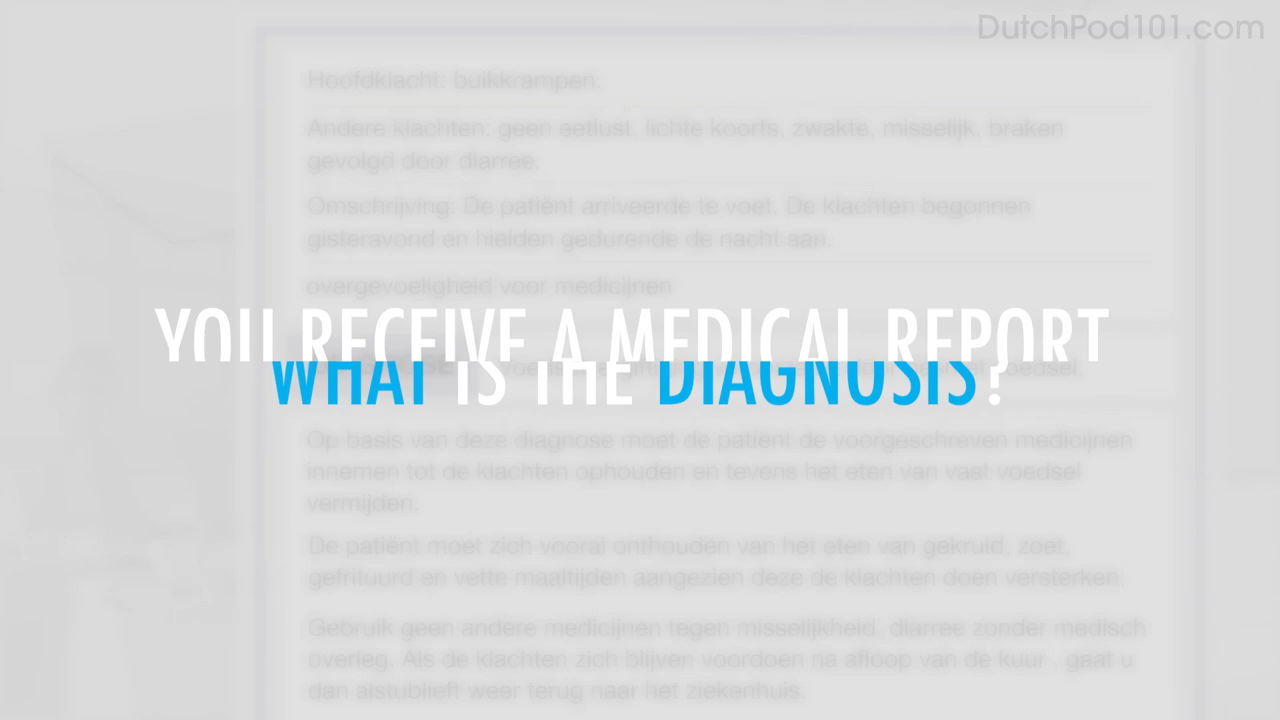 DutchPod101.com
Hoofdklacht: buikkrampen.
Andere klachten: geen eetlust, lichte koorts, zwakte, misselijk, braken
gevolgd door diarree.
Omschrijving: De patiënt arriveerde te voet. De klachten begonnen
gisteravond en hielden gedurende de nacht aan.
overgevoeligheid voor medicijnen
YOU RECEIVE A MEDICAL REPORT
WHAT IS THE DIAGNOSIS?
voedsel.
Op basis van deze diagnose moet de patiënt de voorgeschreven medicijnen
innemen tot de klachten ophouden en tevens het eten van vast voedsel
vermijden.
De patiënt moet zich vooral onthouden van het eten van gekruid, zoet,
gefrituurd en vette maaltijden aangezien deze de klachten doen versterken.
Gebruik geen andere medicijnen tegen misselijkheid, diarree zonder medisch
overleg. Als de klachten zich blijven voordoen na afloop van de kuur , gaat u
dan alstublieft weer terug naar het ziekenhuis.